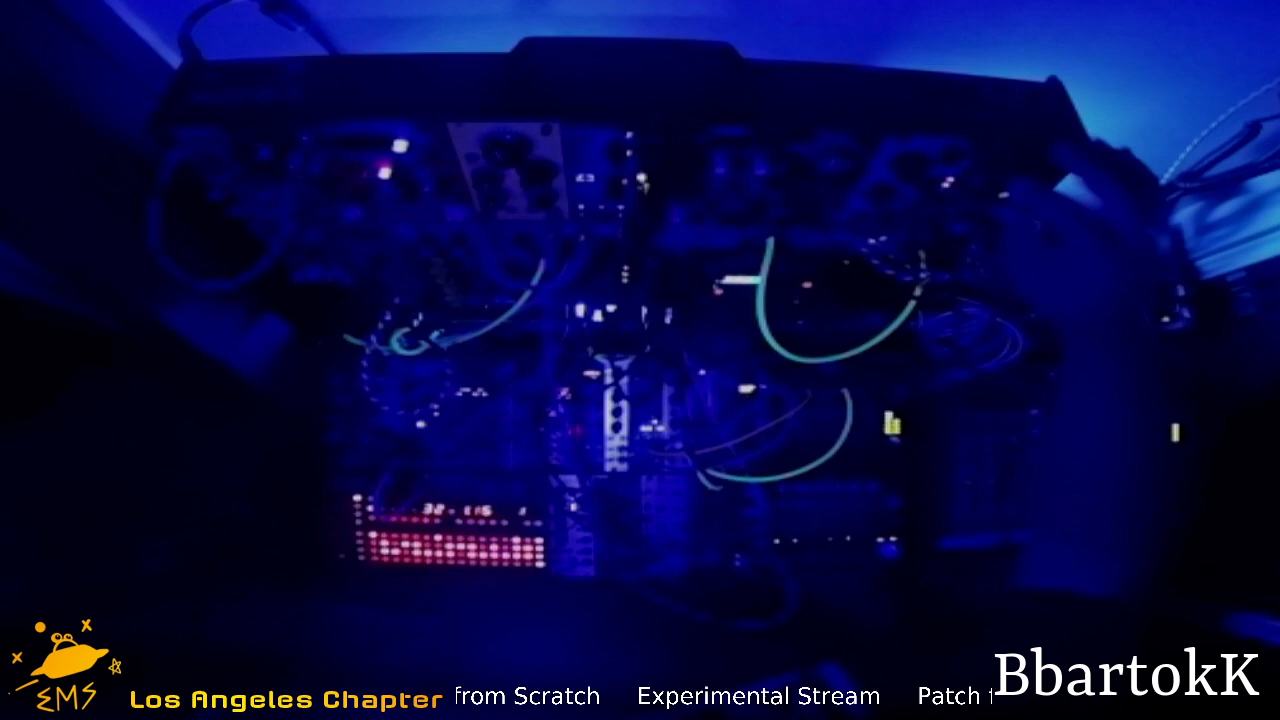 BbartokK
EMS
Los Angeles Chapter
from Scratch Experimental Stream Patch f